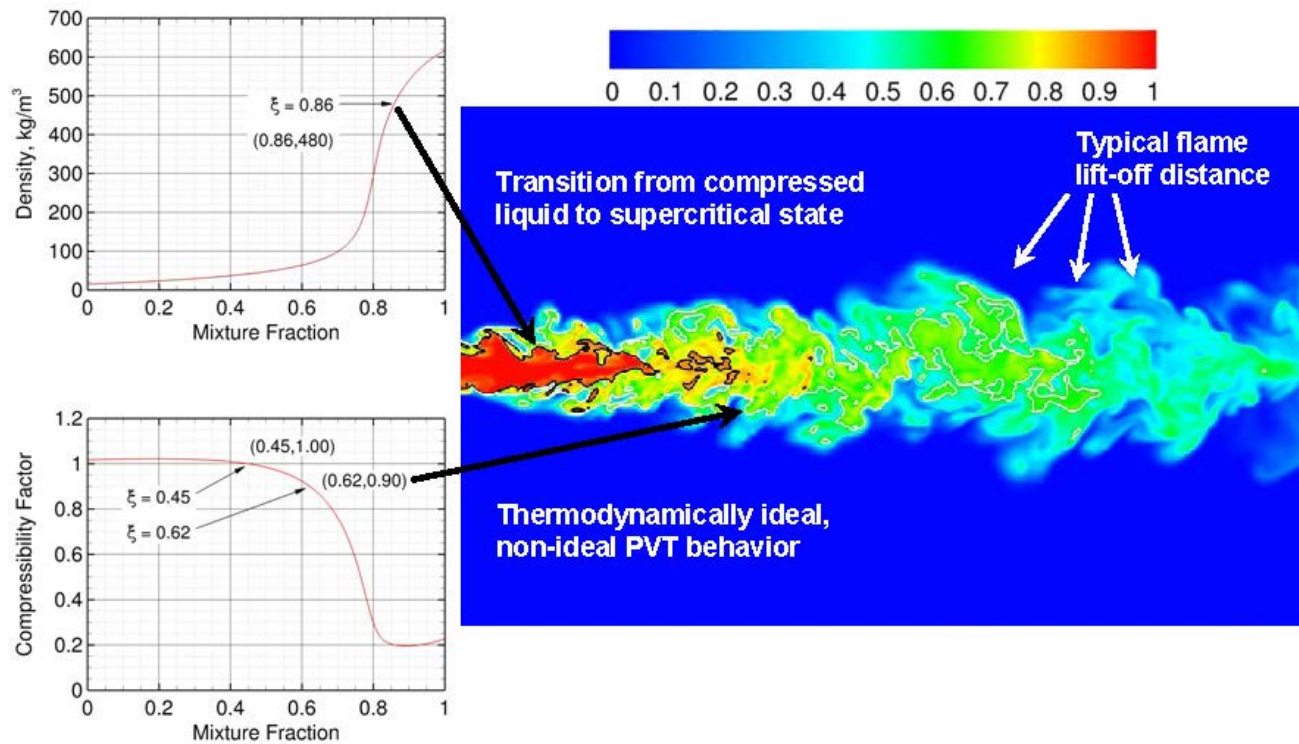 700
600
500
400
300
200
100
0
Density, kg/m³
ξ = 0.86
(0.86,480)
0 0.2 0.4 0.6 0.8 1
Mixture Fraction
0 0.1 0.2 0.3 0.4 0.5 0.6 0.7 0.8 0.9 1
Transition from compressed
liquid to supercritical state
Typical flame
lift-off distance
Thermodynamically ideal,
non-ideal PVT behavior
1.2
1
0.8
0.6
0.4
0.2
0
Compressibility Factor
(0.45,1.00)
(0.62,0.90)
ξ = 0.45
ξ = 0.62
0 0.2 0.4 0.6 0.8 1
Mixture Fraction